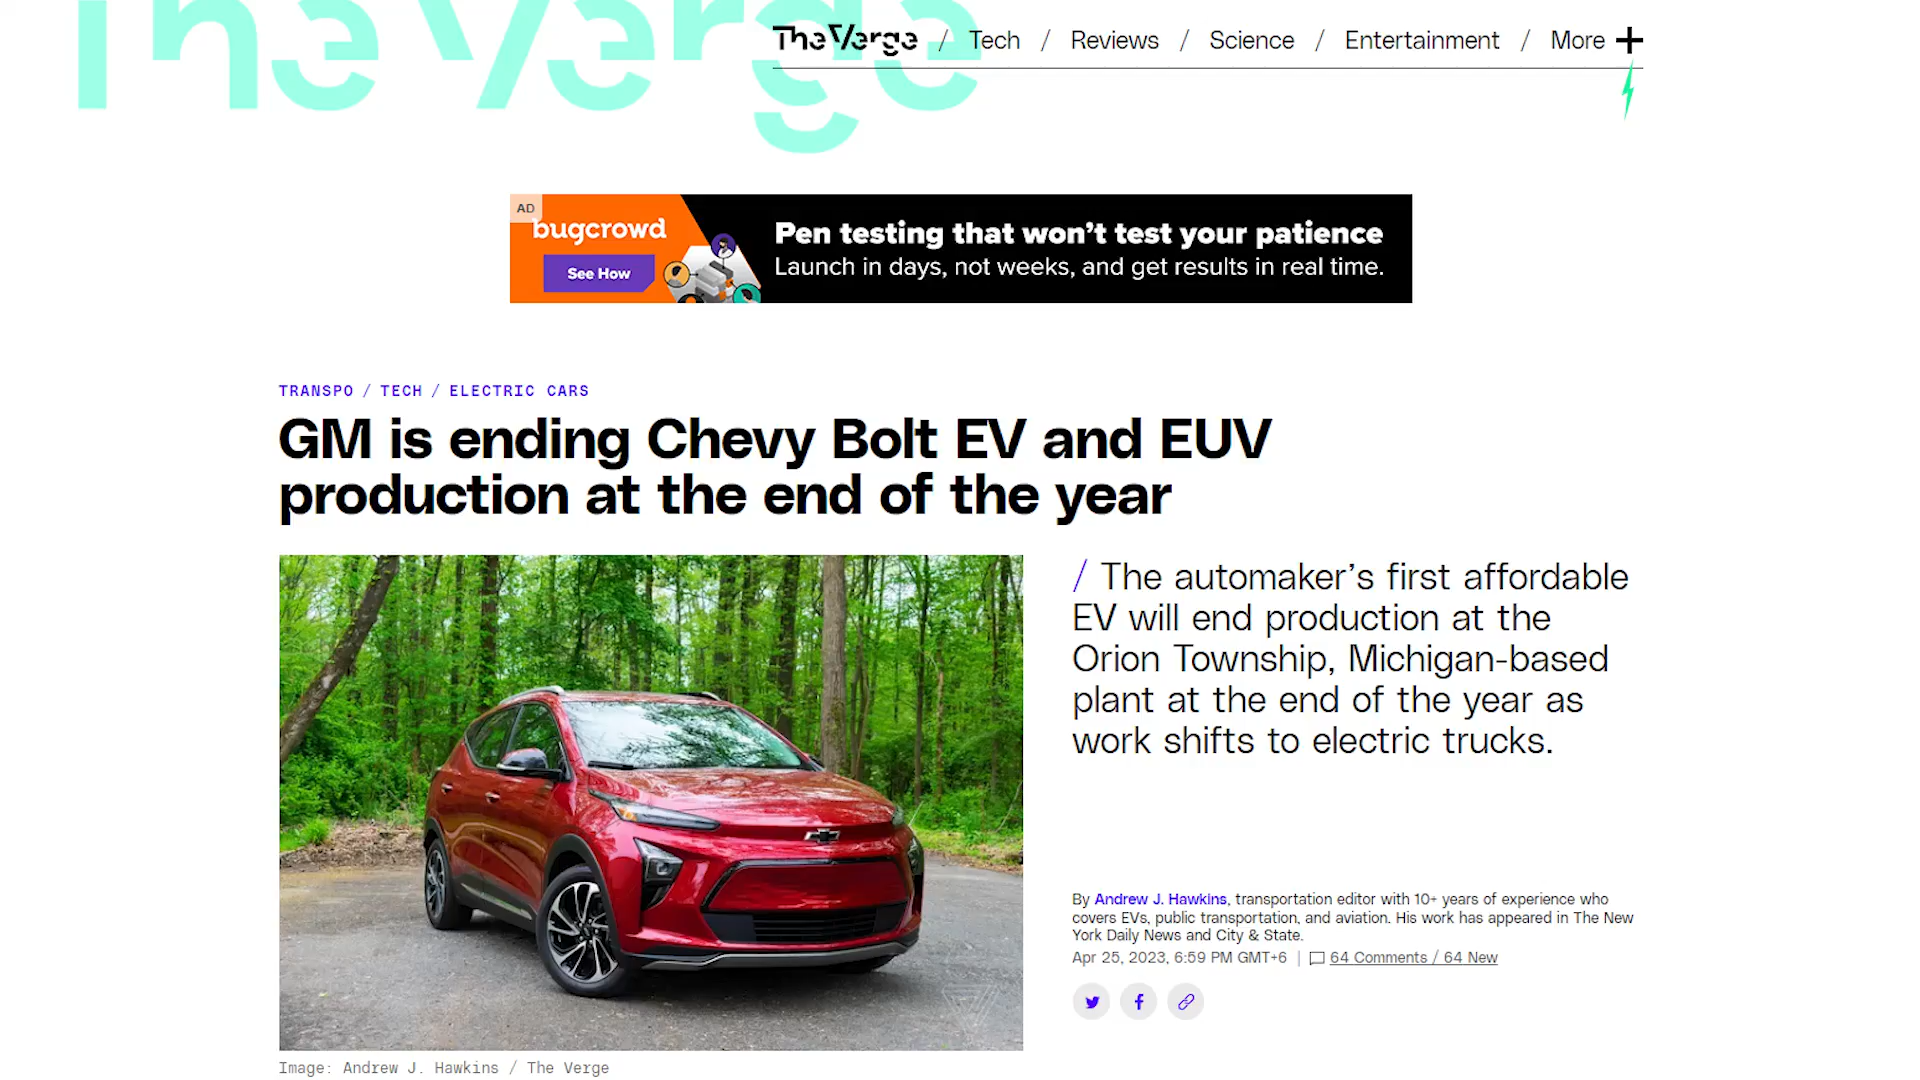 The Verge
The Verge / Tech / Reviews / Science / Entertainment / More +
AD
bugcrowd
See How
Pen testing that won't test your patience
Launch in days, not weeks, and get results in real time.
TRANSPO / TECH / ELECTRIC CARS
GM is ending Chevy Bolt EV and EUV
production at the end of the year
/ The automaker's first affordable
EV will end production at the
Orion Township, Michigan-based
plant at the end of the year as
work shifts to electric trucks.
By Andrew J. Hawkins, transportation editor with 10+ years of experience who
covers EVs, public transportation, and aviation. His work has appeared in The New
York Daily News and City & State.
Apr 25, 2023, 6:59 PM GMT+6 | 64 Comments / 64 New
Image: Andrew J. Hawkins / The Verge